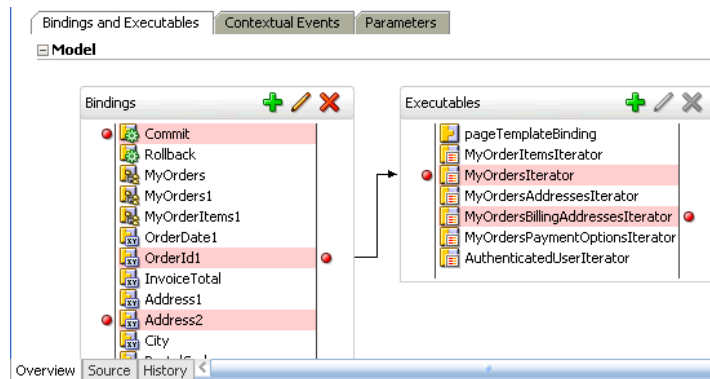 Bindings and Executables Contextual Events Parameters
Model
Bindings
Commit
Rollback
MyOrders
MyOrders1
MyOrderItems1
OrderDate1
OrderId1
InvoiceTotal
Address1
Address2
City
Executables
pageTemplateBinding
MyOrderItemsIterator
MyOrdersIterator
MyOrdersAddressesIterator
MyOrdersBillingAddressesIterator
MyOrdersPaymentOptionsIterator
AuthenticatedUserIterator
Overview Source History